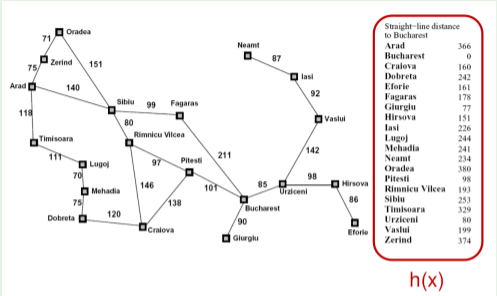 Oradea
71
Neamt
Zerind
87
75
151
Iasi
Arad
140
92
Sibiu
99
Fagaras
118
80
Vaslui
Rimnicu Vilcea
Timisoara
142
111
211
Lugoj
97
Pitesti
70
98
Hirsova
146
101
85
Mehadia
Urziceni
75
138
86
120
Bucharest
Dobreta
90
Craiova
Eforie
Giurgiu
Straight-line distance
to Bucharest
Arad 366
Bucharest 0
Craiova 160
Dobreta 242
Eforie 161
Fagaras 178
Giurgiu 77
Hirsova 151
Iasi 226
Lugoj 244
Mehadia 241
Neamt 234
Oradea 380
Pitesti 98
Rimnicu Vilcea 193
Sibiu 253
Timisoara 329
Urziceni 80
Vaslui 199
Zerind 374
h(x)